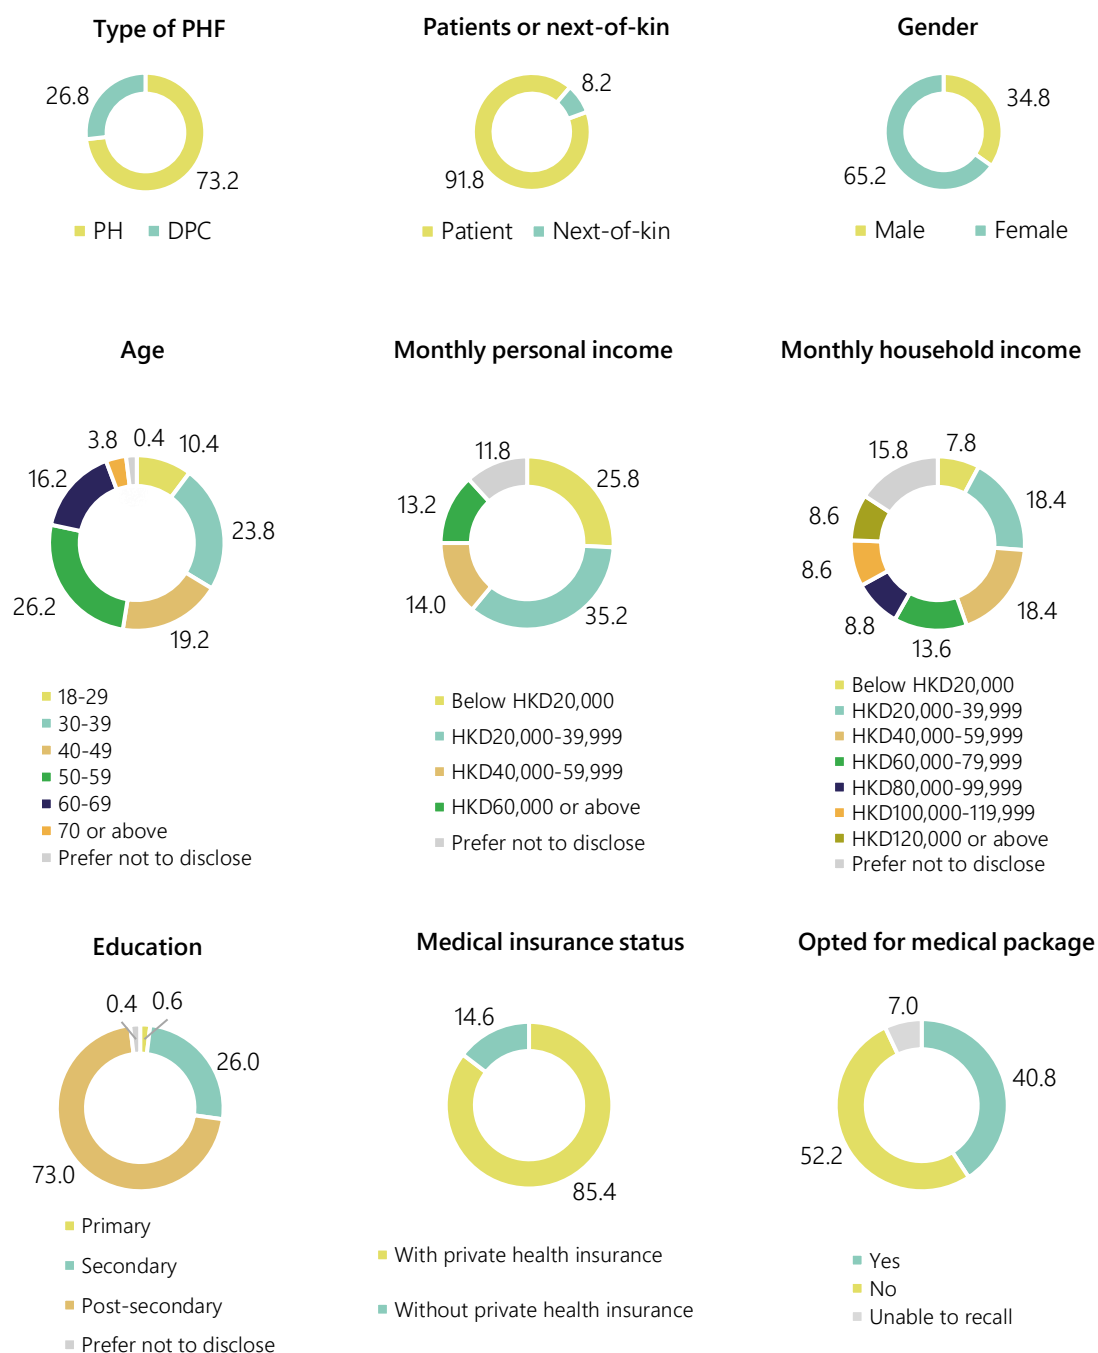 Type of PHF
26.8
73.2
PH
DPC
Patients or next-of-kin
8.2
91.8
Patient
Next-of-kin
Gender
34.8
65.2
Male
Female
Age
3.8
0.4
10.4
16.2
23.8
26.2
19.2
18-29
30-39
40-49
50-59
60-69
70 or above
Prefer not to disclose
Monthly personal income
11.8
25.8
13.2
14.0
35.2
Below HKD20,000
HKD20,000-39,999
HKD40,000-59,999
HKD60,000 or above
Prefer not to disclose
Monthly household income
15.8
7.8
18.4
8.6
8.6
18.4
8.8
13.6
Below HKD20,000
HKD20,000-39,999
HKD40,000-59,999
HKD60,000-79,999
HKD80,000-99,999
HKD100,000-119,999
HKD120,000 or above
Prefer not to disclose
Education
0.4
0.6
26.0
73.0
Primary
Secondary
Post-secondary
Prefer not to disclose
Medical insurance status
14.6
85.4
With private health insurance
Without private health insurance
Opted for medical package
7.0
40.8
52.2
Yes
No
Unable to recall